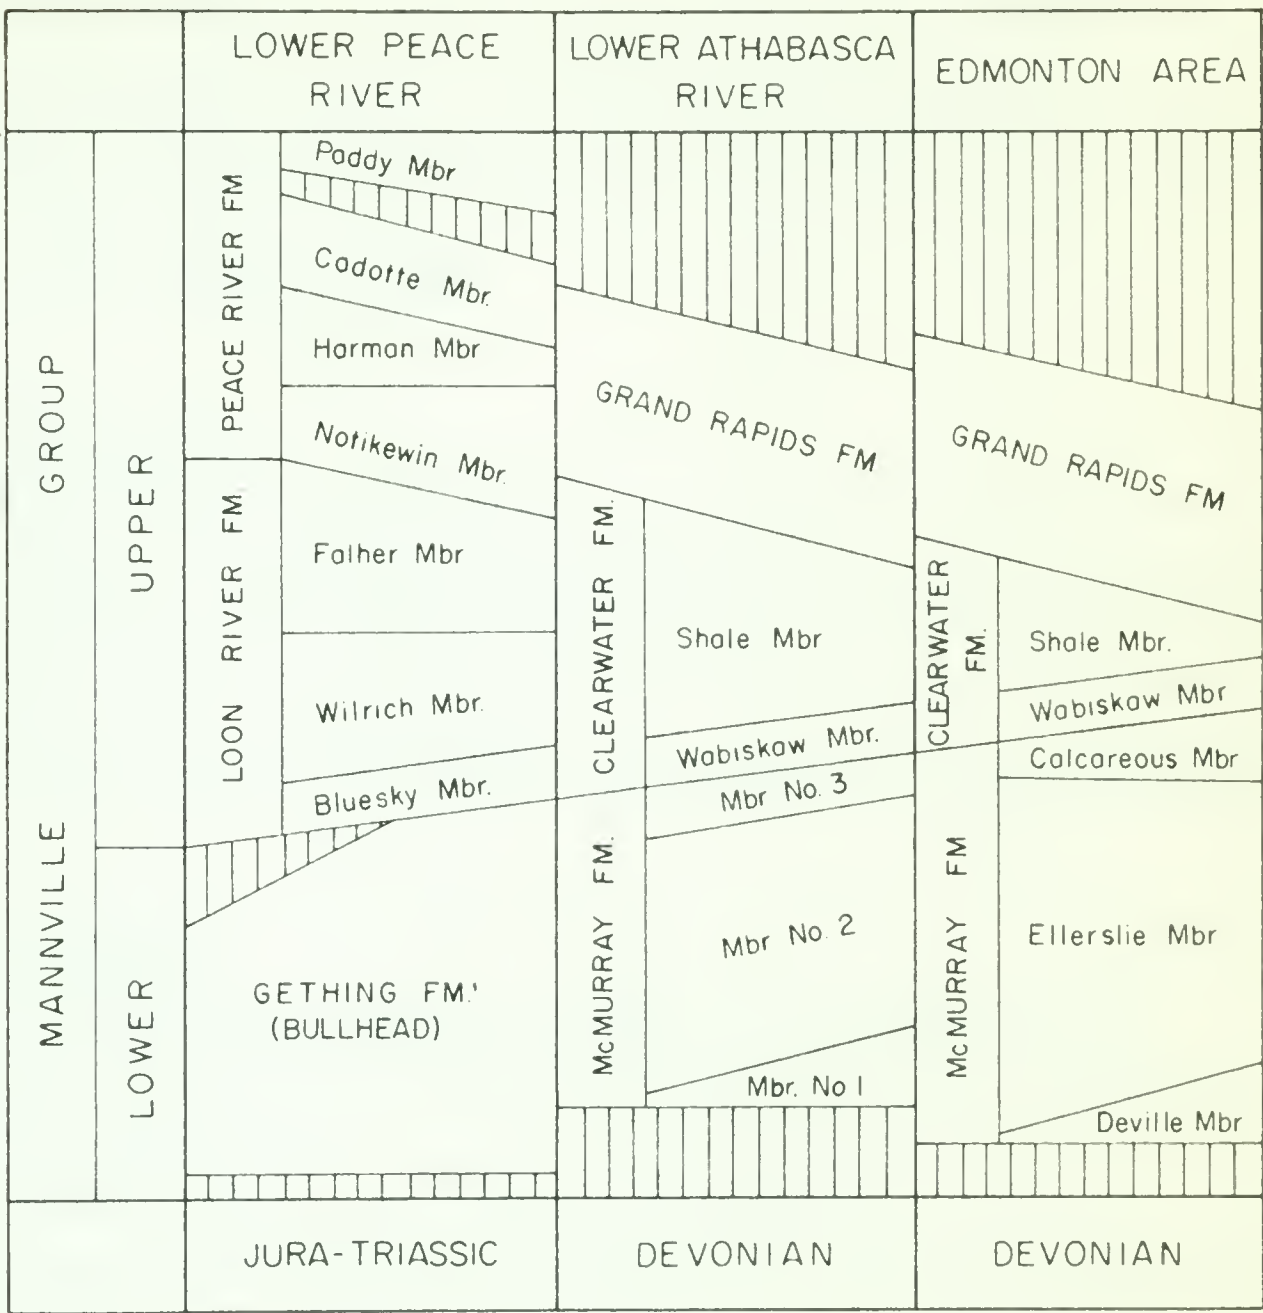 LOWER PEACE
RIVER
LOWER ATHABASCA
RIVER
EDMONTON AREA
MANNVILLE GROUP
UPPER
LOWER
PEACE RIVER FM
Paddy Mbr
Cadotte Mbr.
Harman Mbr
Notikewin Mbr.
LOON RIVER FM.
Falher Mbr
Wilrich Mbr.
Bluesky Mbr.
GETHING FM.'
(BULLHEAD)
GRAND RAPIDS FM
CLEARWATER FM.
Shale Mbr
Wabiskaw Mbr.
McMURRAY FM.
Mbr No. 3
Mbr No. 2
Mbr. No 1
GRAND RAPIDS FM
CLEARWATER
FM.
Shale Mbr.
Wabiskaw Mbr
McMURRAY FM
Calcareous Mbr
Ellerslie Mbr
Deville Mbr
JURA-TRIASSIC
DEVONIAN
DEVONIAN